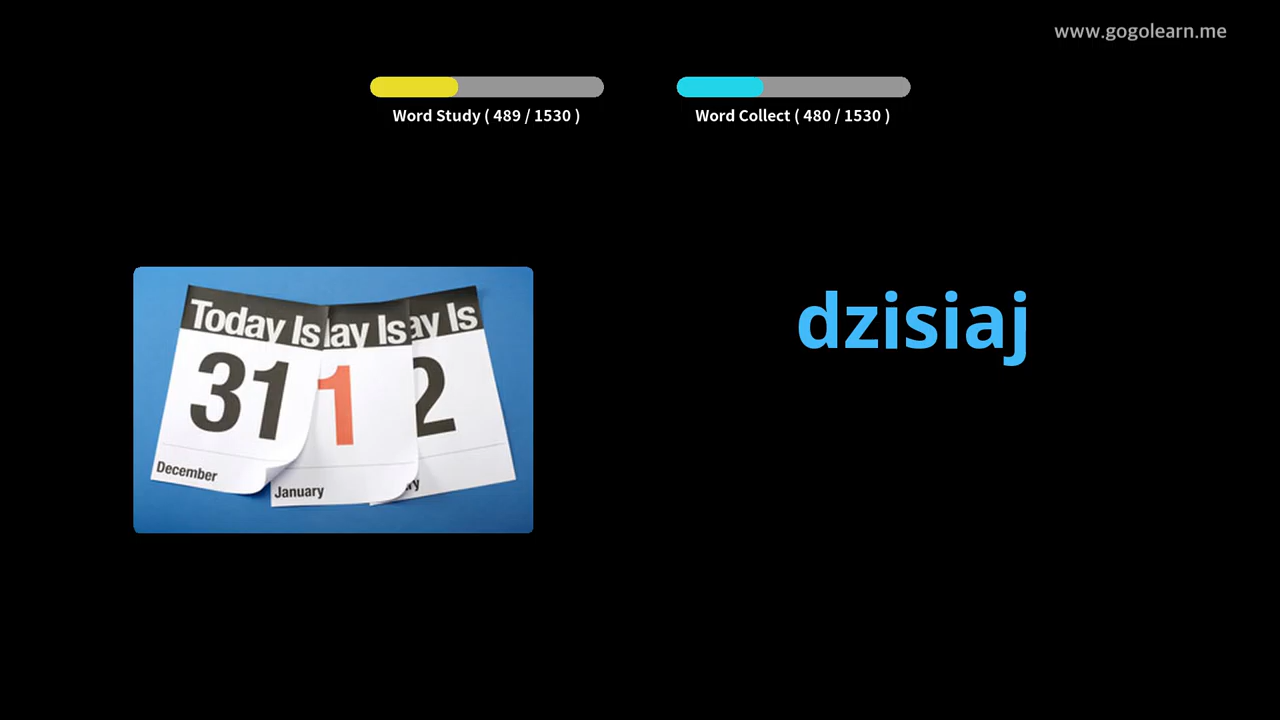 www.gogolearn.me
Word Study ( 489 / 1530 )
Word Collect ( 480 / 1530 )
dzisiaj
Today Is
31
December
ay Is
1
January
ay Is
2
ry